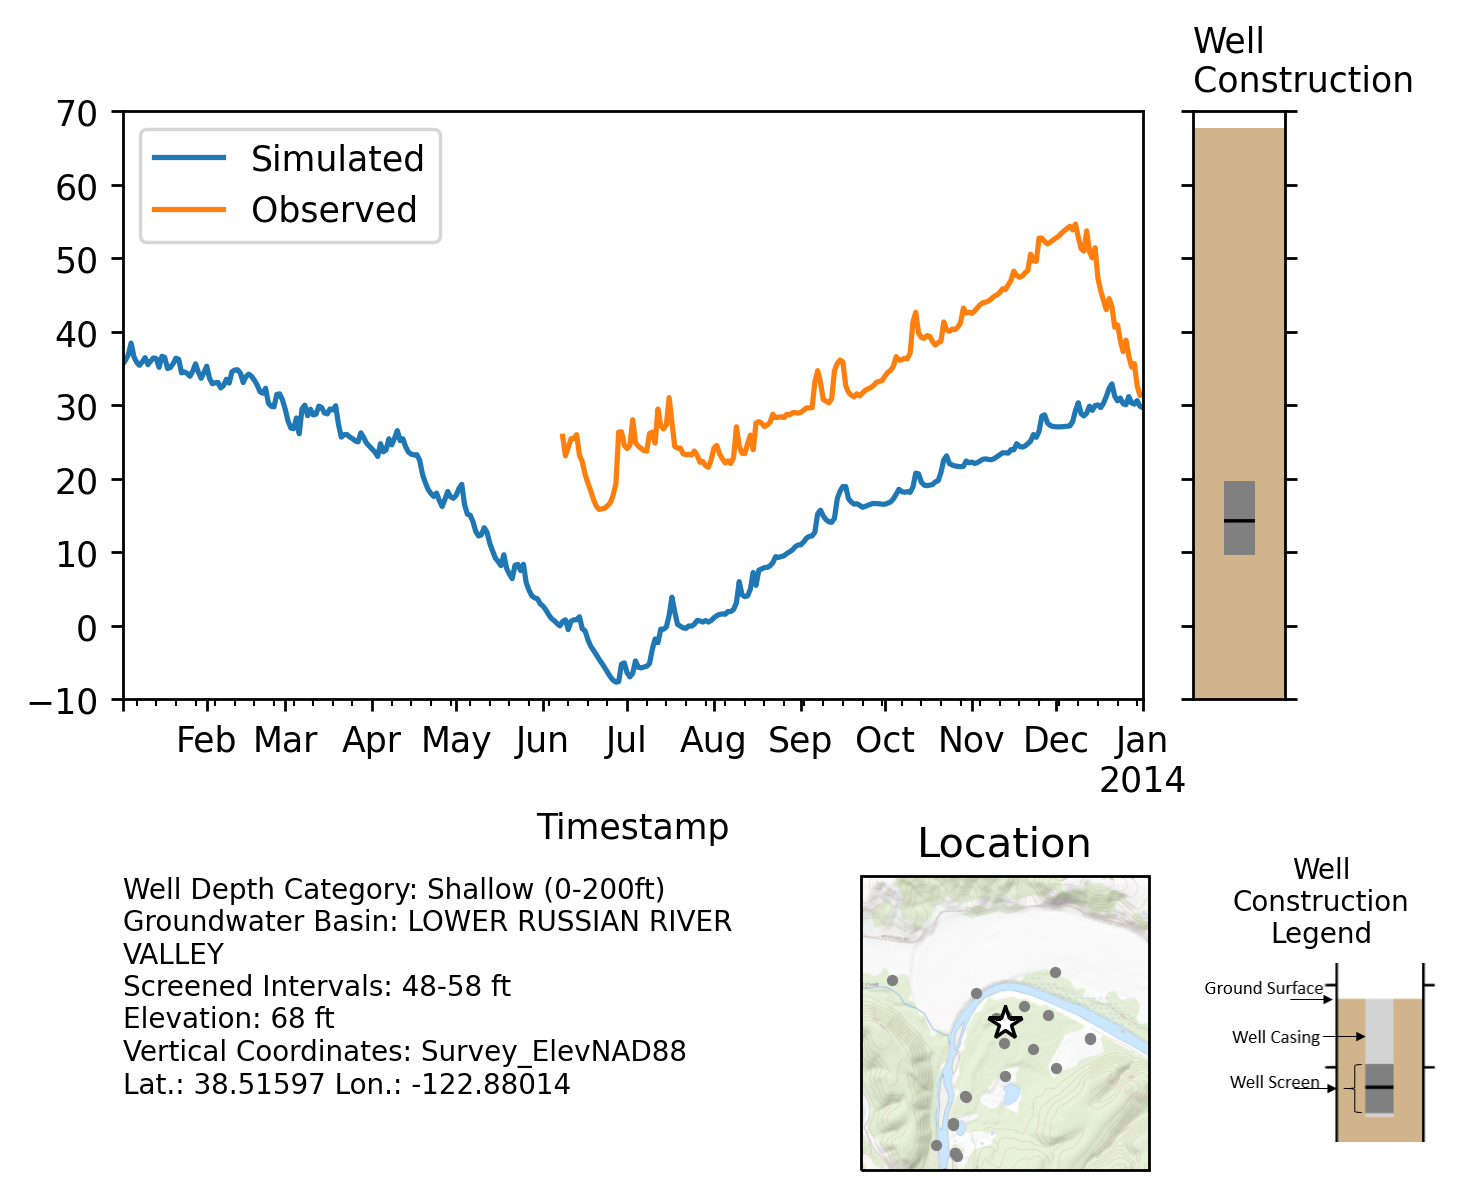 Well
Construction
70
60
50
40
30
20
10
0
−10
Simulated
Observed
Feb Mar Apr May Jun Jul Aug Sep Oct Nov Dec Jan
2014
Timestamp
Well Depth Category: Shallow (0-200ft)
Groundwater Basin: LOWER RUSSIAN RIVER
VALLEY
Screened Intervals: 48-58 ft
Elevation: 68 ft
Vertical Coordinates: Survey_ElevNAD88
Lat.: 38.51597 Lon.: -122.88014
Location
Well
Construction
Legend
Ground Surface
Well Casing
Well Screen